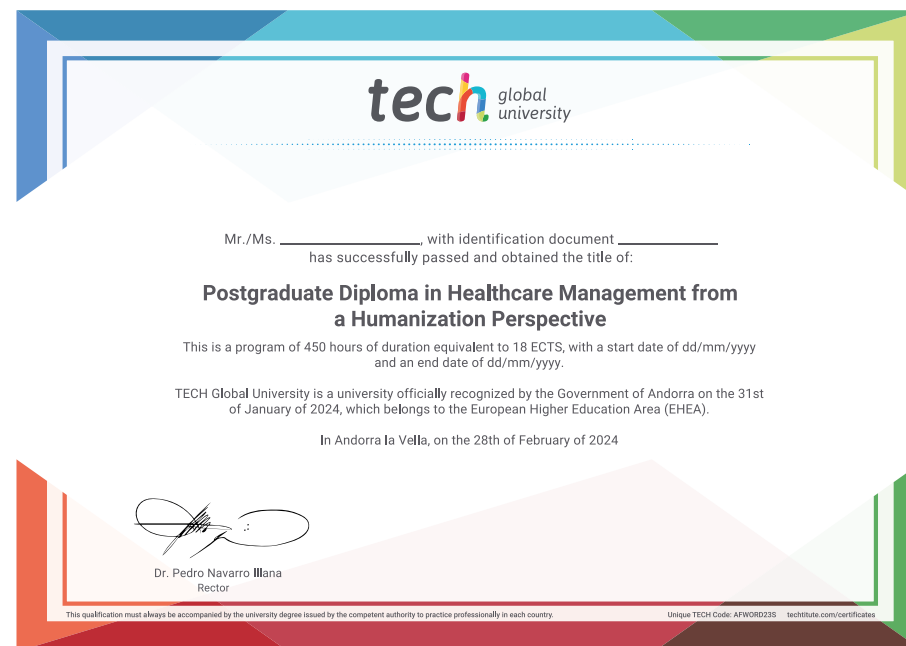 tech global
university
Mr./Ms. ____________, with identification document ____________
has successfully passed and obtained the title of:
Postgraduate Diploma in Healthcare Management from
a Humanization Perspective
This is a program of 450 hours of duration equivalent to 18 ECTS, with a start date of dd/mm/yyyy
and an end date of dd/mm/yyyy.
TECH Global University is a university officially recognized by the Government of Andorra on the 31st
of January of 2024, which belongs to the European Higher Education Area (EHEA).
In Andorra la Vella, on the 28th of February of 2024
Dr. Pedro Navarro Illana
Rector
This qualification must always be accompanied by the university degree issued by the competent authority to practice professionally in each country. Unique TECH Code: AFWORD23S techtitute.com/certificates